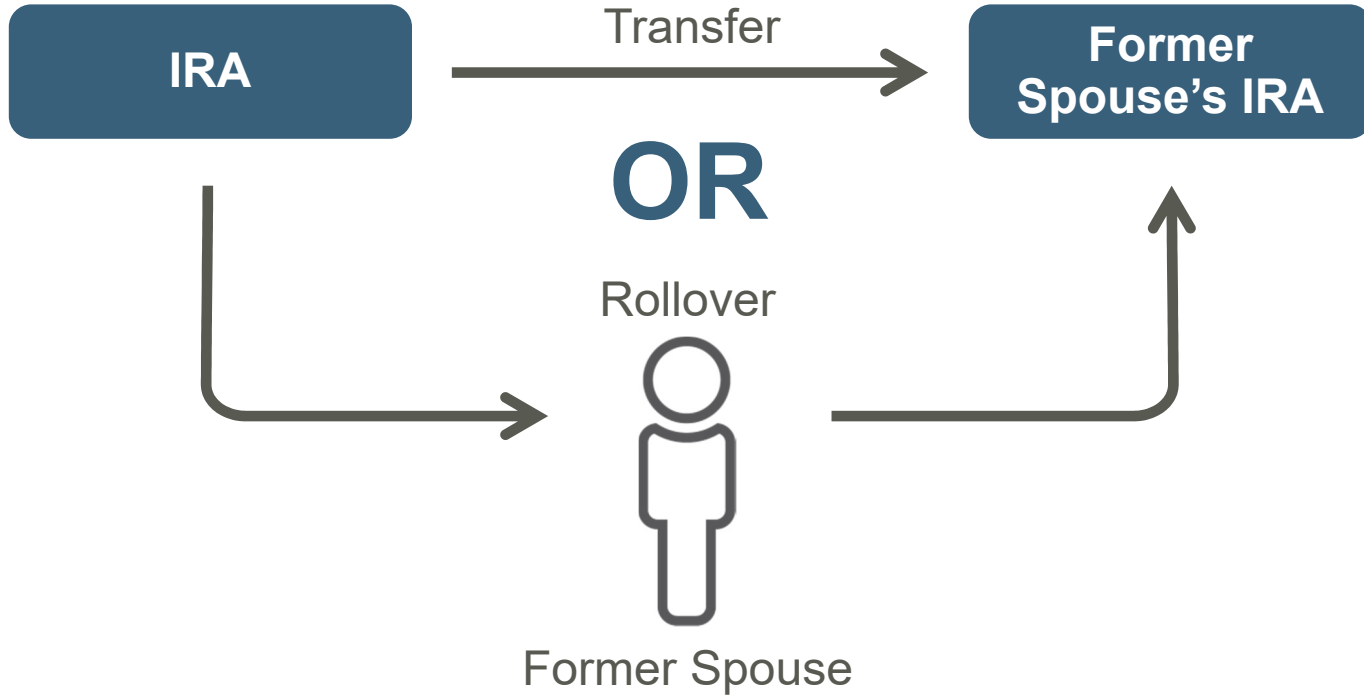 IRA
Transfer
Former
Spouse’s IRA
OR
Rollover
Former Spouse